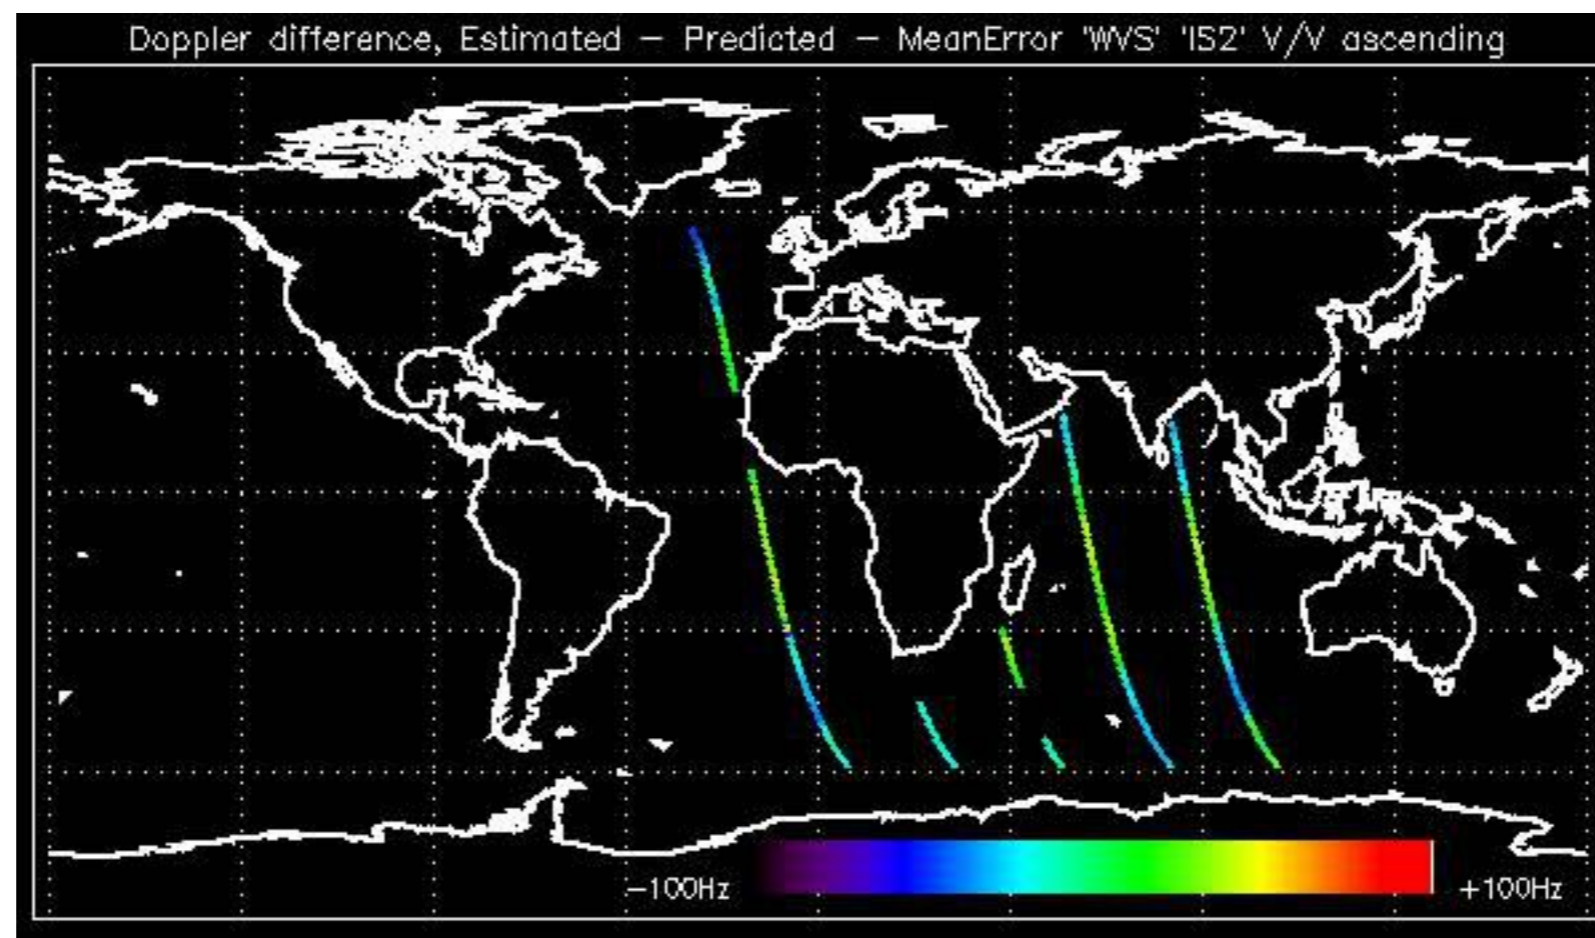 Doppler difference, Estimated − Predicted − MeanError 'WVS' 'IS2' V/V ascending
−100Hz
+100Hz